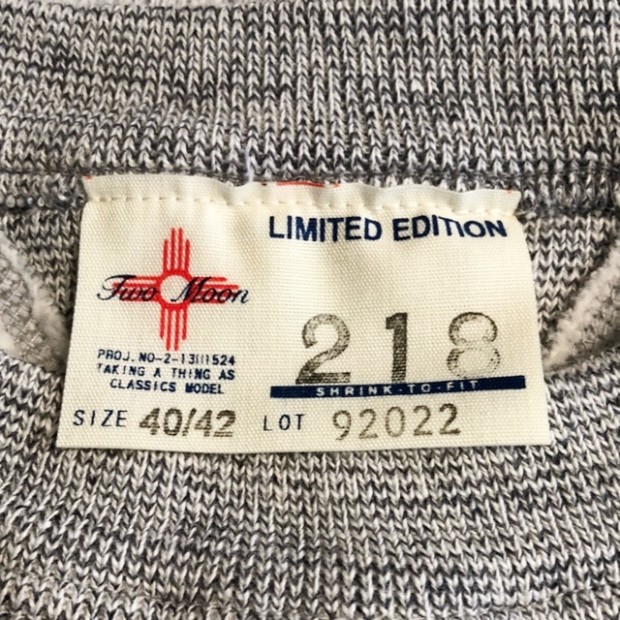 LIMITED EDITION
Two Moon
218
PROJ. NO-2-13111524
TAKING A THING AS
CLASSICS MODEL
SHRINK-TO-FIT
SIZE 40/42 LOT 92022